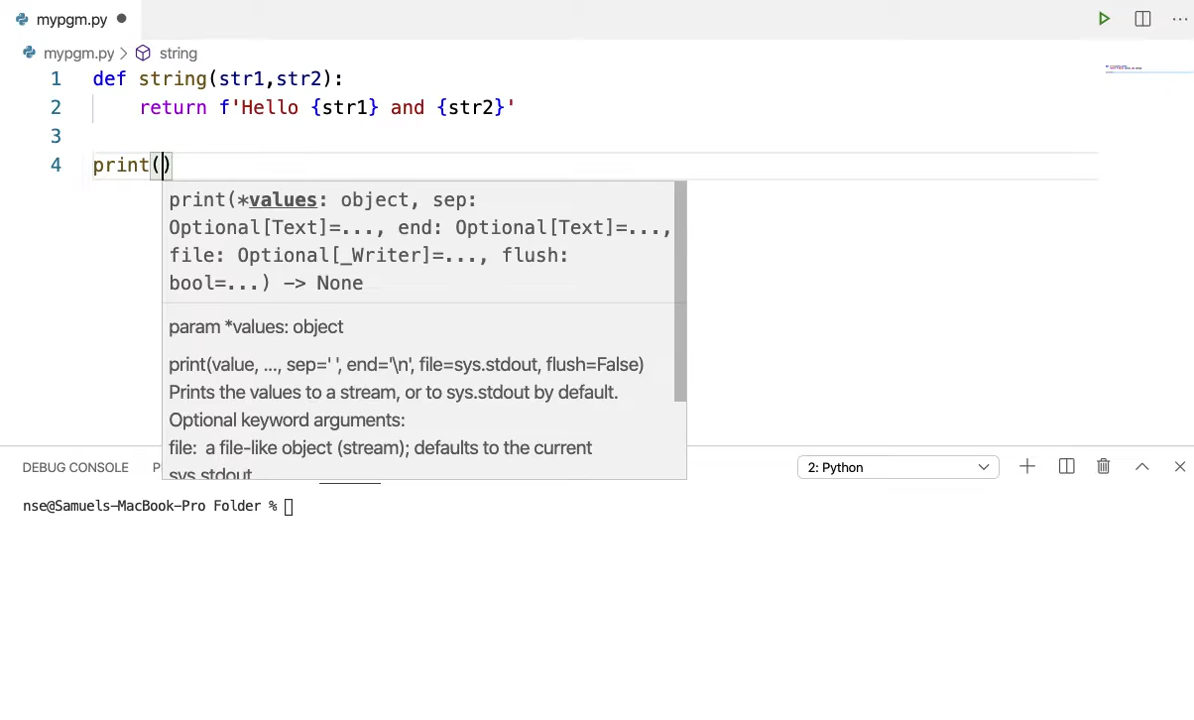 mypgm.py
mypgm.py string
1 def string(str1,str2):
2     return f'Hello {str1} and {str2}'
3
4 print()
print(*values: object, sep:
Optional[Text]=..., end: Optional[Text]=...,
file: Optional[_Writer]=..., flush:
bool=...) -> None
param *values: object
print(value, ..., sep=' ', end='\n', file=sys.stdout, flush=False)
Prints the values to a stream, or to sys.stdout by default.
Optional keyword arguments:
file:  a file-like object (stream); defaults to the current
sys.stdout
DEBUG CONSOLE 2: Python
nse@Samuels-MacBook-Pro Folder %